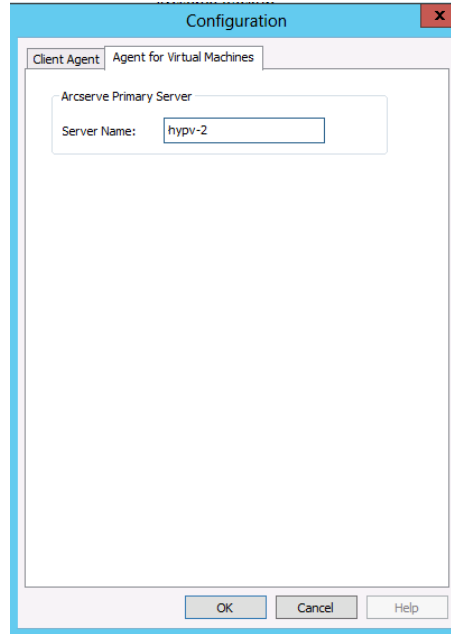 Configuration
x
Client Agent
Agent for Virtual Machines
Arcserve Primary Server
Server Name:
hypv-2
OK
Cancel
Help